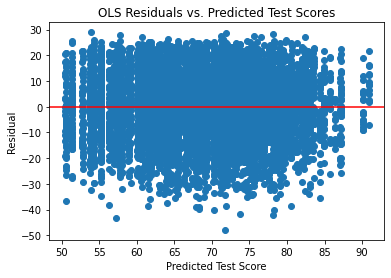 OLS Residuals vs. Predicted Test Scores
30
20
10
0
−10
−20
−30
−40
−50
Residual
50 55 60 65 70 75 80 85 90
Predicted Test Score